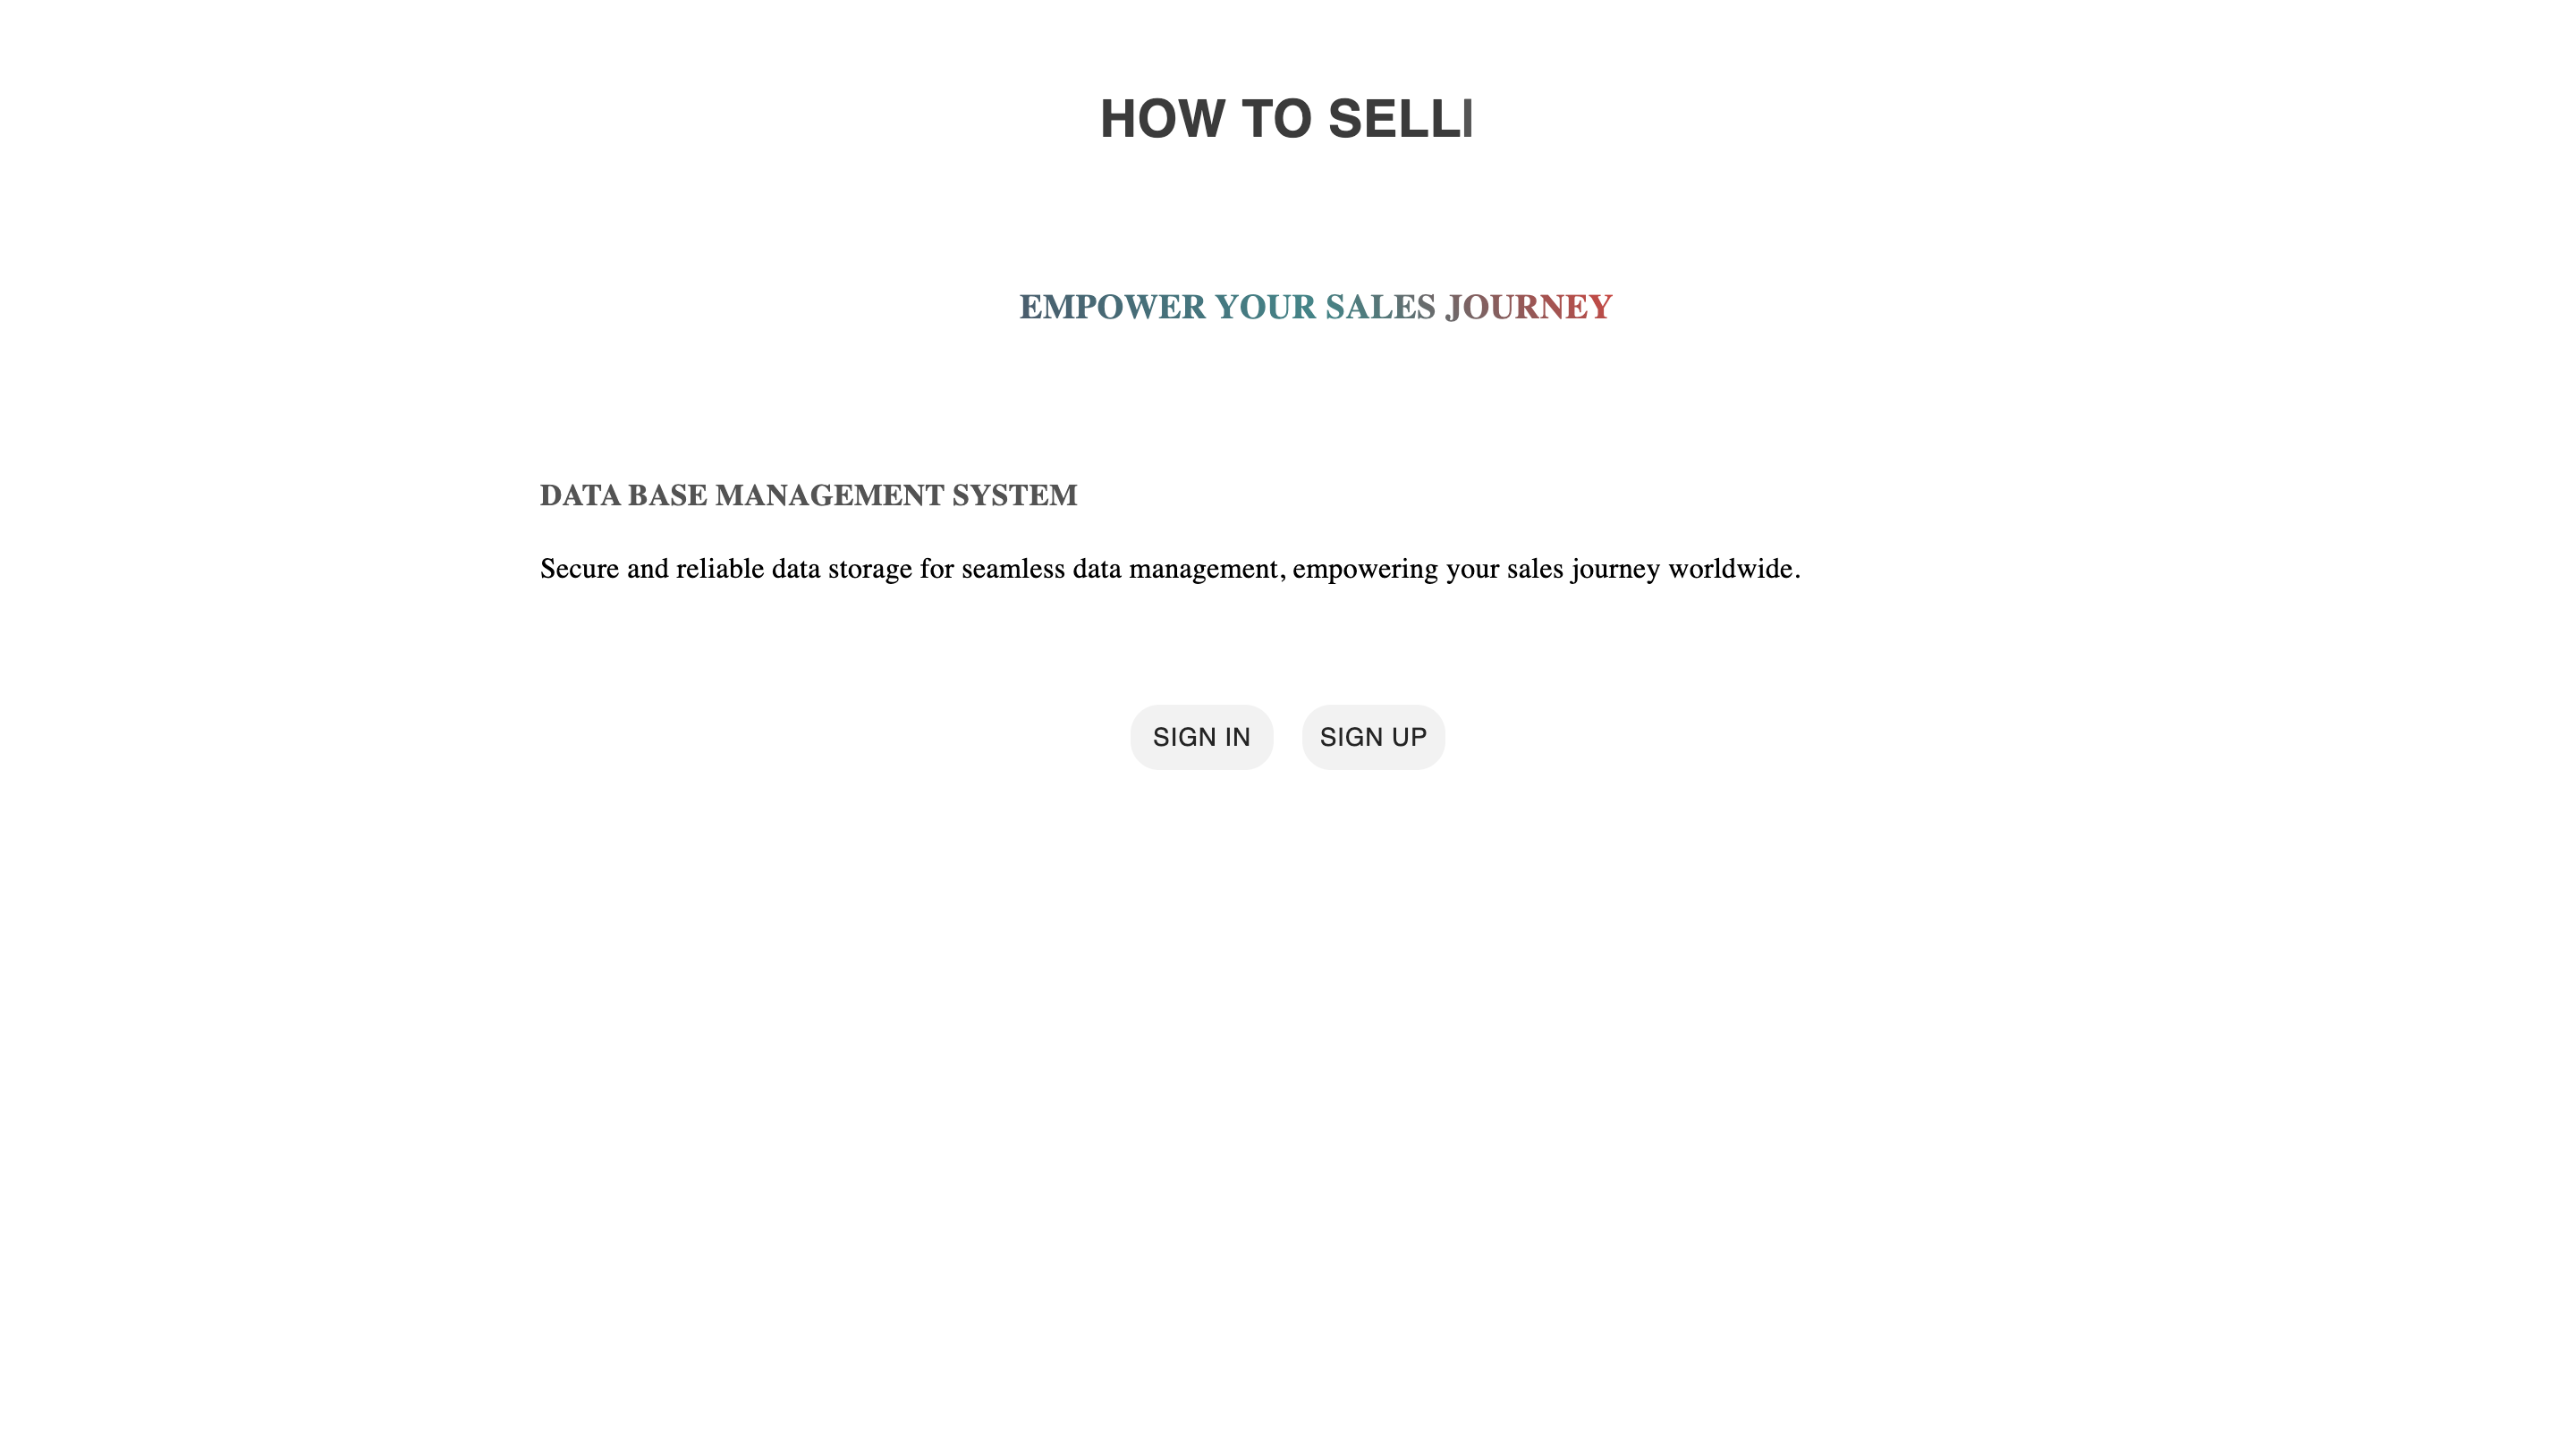 HOW TO SELL
EMPOWER YOUR SALES JOURNEY
DATA BASE MANAGEMENT SYSTEM
Secure and reliable data storage for seamless data management, empowering your sales journey worldwide.
SIGN IN
SIGN UP